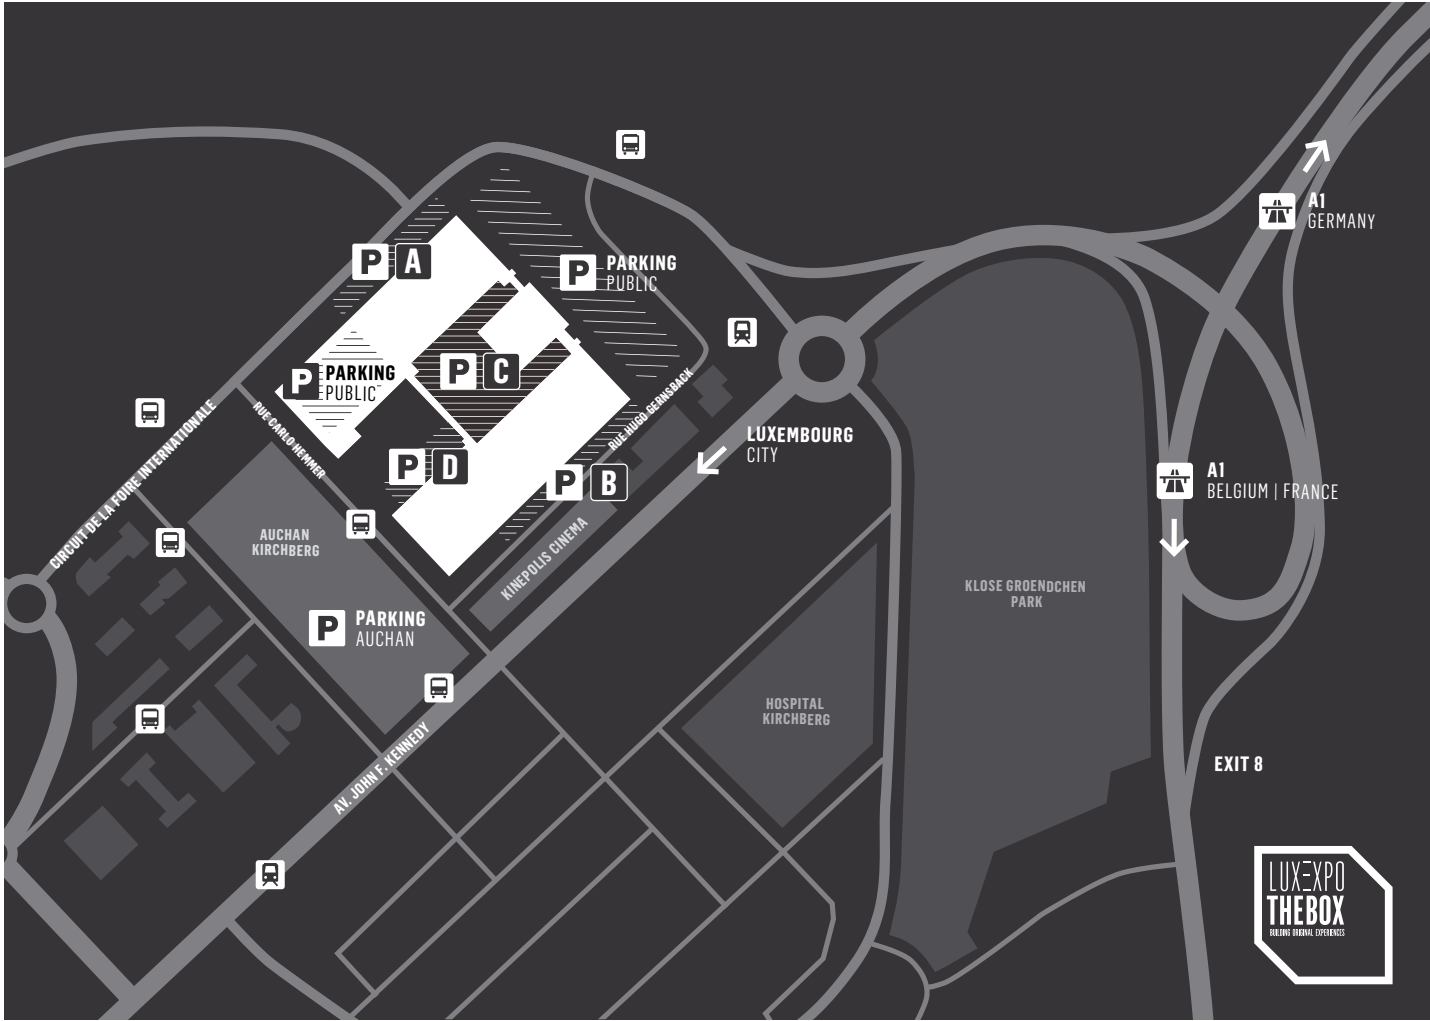 A1
GERMANY
P A
P PARKING
PUBLIC
P PARKING
PUBLIC
P C
RUE HUGO GERNSBACK
CIRCUIT DE LA FOIRE INTERNATIONALE
RUE CARLO HEMMER
LUXEMBOURG
CITY
P D
P B
A1
BELGIUM | FRANCE
AUCHAN
KIRCHBERG
KINEPOLIS CINEMA
KLOSE GROENDCHEN
PARK
P PARKING
AUCHAN
HOSPITAL
KIRCHBERG
AV. JOHN F. KENNEDY
EXIT 8
LUXEXPO
THEBOX
BUILDING ORIGINAL EXPERIENCES